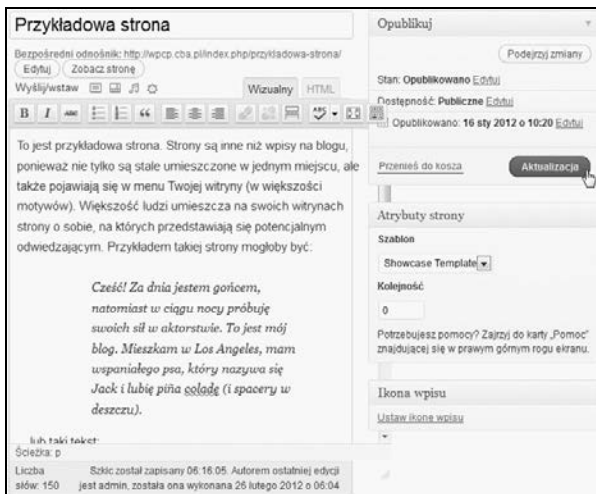 Przykładowa strona
Bezpośredni odnośnik: http://wpcp.cba.pl/index.php/przykladowa-strona/
Edytuj Zobacz stronę
Wyślij/wstaw
Wizualny HTML
B I ABC ABC
To jest przykładowa strona. Strony są inne niż wpisy na blogu,
ponieważ nie tylko są stale umieszczone w jednym miejscu, ale
także pojawiają się w menu Twojej witryny (w większości
motywów). Większość ludzi umieszcza na swoich witrynach
strony o sobie, na których przedstawiają się potencjalnym
odwiedzającym. Przykładem takiej strony mogłoby być:
Cześć! Za dnia jestem gońcem,
natomiast w ciągu nocy próbuję
swoich sił w aktorstwie. To jest mój
blog. Mieszkam w Los Angeles, mam
wspaniałego psa, który nazywa się
Jack i lubię piña coladę (i spacery w
deszczu).
...lub taki tekst:
Ścieżka: p
Liczba słów: 150
Szkic został zapisany 06:16:05. Autorem ostatniej edycji
jest admin, została ona wykonana 26 lutego 2012 o 06:04
Opublikuj
Podejrzyj zmiany
Stan: Opublikowano Edytuj
Dostępność: Publiczne Edytuj
Opublikowano: 16 sty 2012 o 10:20 Edytuj
Przenieś do kosza
Aktualizacja
Atrybuty strony
Szablon
Showcase Template
Kolejność
0
Potrzebujesz pomocy? Zajrzyj do karty „Pomoc”
znajdującej się w prawym górnym rogu ekranu.
Ikona wpisu
Ustaw ikonę wpisu